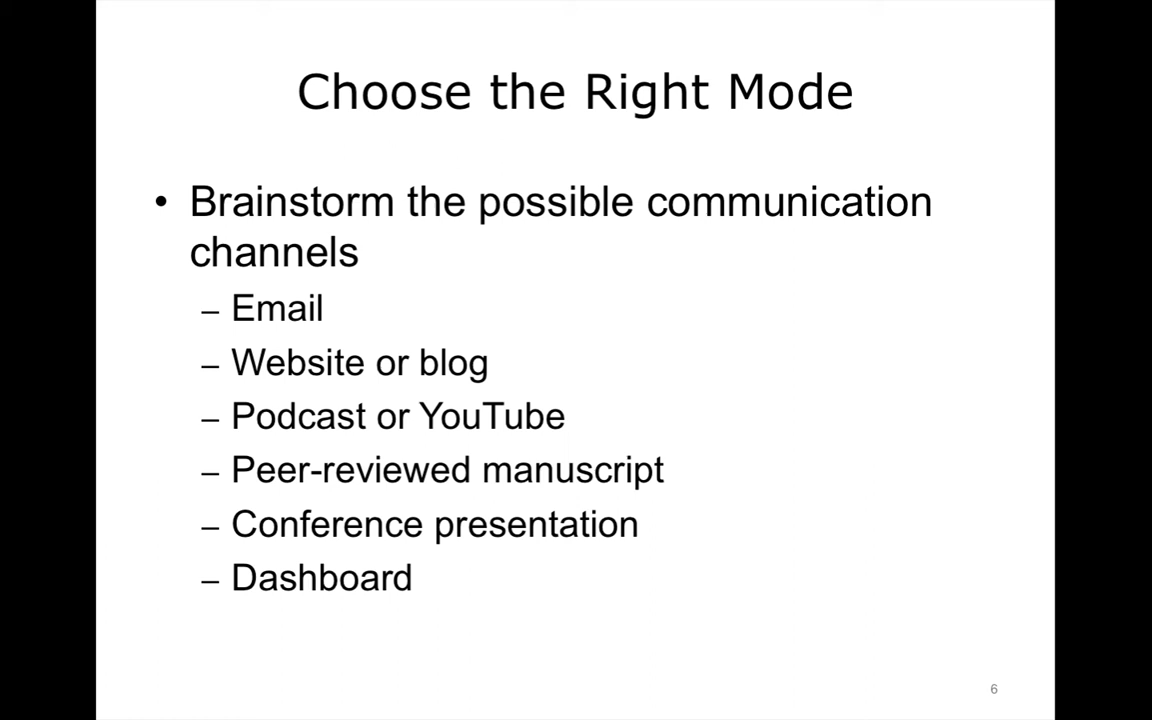 Choose the Right Mode
• Brainstorm the possible communication
channels
– Email
– Website or blog
– Podcast or YouTube
– Peer-reviewed manuscript
– Conference presentation
– Dashboard
6